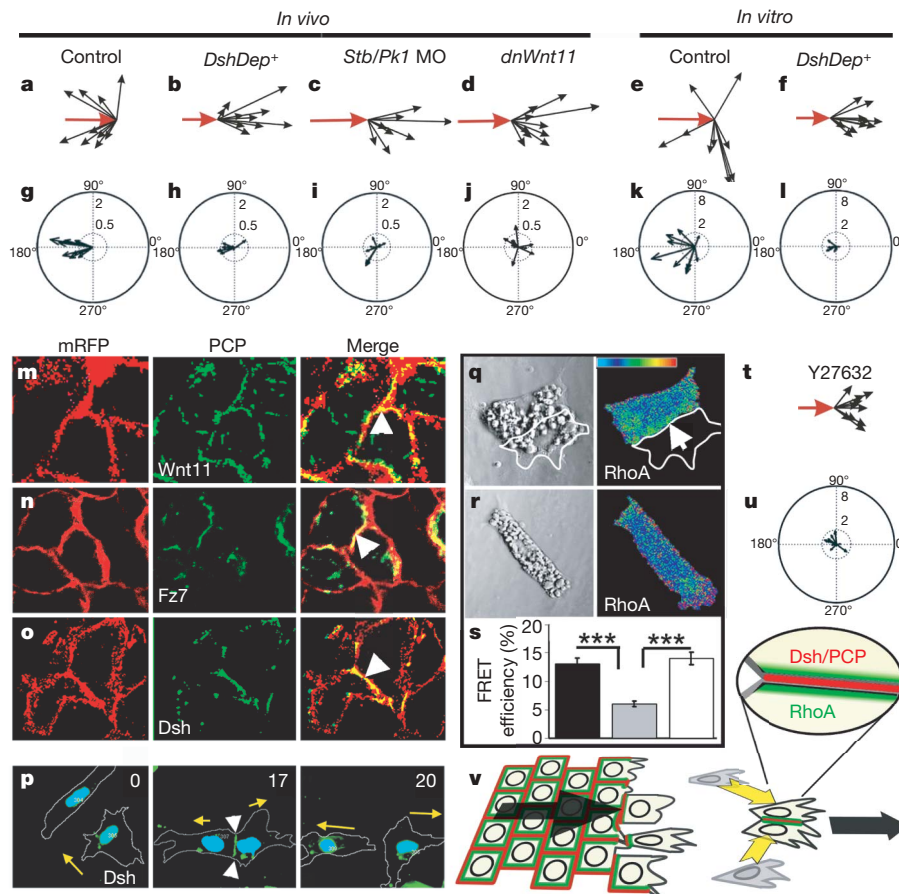 In vivo
In vitro
Control
DshDep+
Stb/Pk1 MO
dnWnt11
Control
DshDep+
a
b
c
d
e
f
g
h
i
j
k
l
90°
2
0.5
180°
0°
270°
90°
2
0.5
180°
0°
270°
90°
2
0.5
180°
0°
270°
90°
2
0.5
180°
0°
270°
90°
8
2
180°
0°
270°
90°
8
2
180°
0°
270°
mRFP
PCP
Merge
m
Wnt11
n
Fz7
o
Dsh
p
0
17
20
Dsh
q
RhoA
r
RhoA
s
FRET
efficiency (%)
20
15
10
5
0
***
***
t
Y27632
u
90°
8
2
180°
0°
270°
Dsh/PCP
RhoA
v